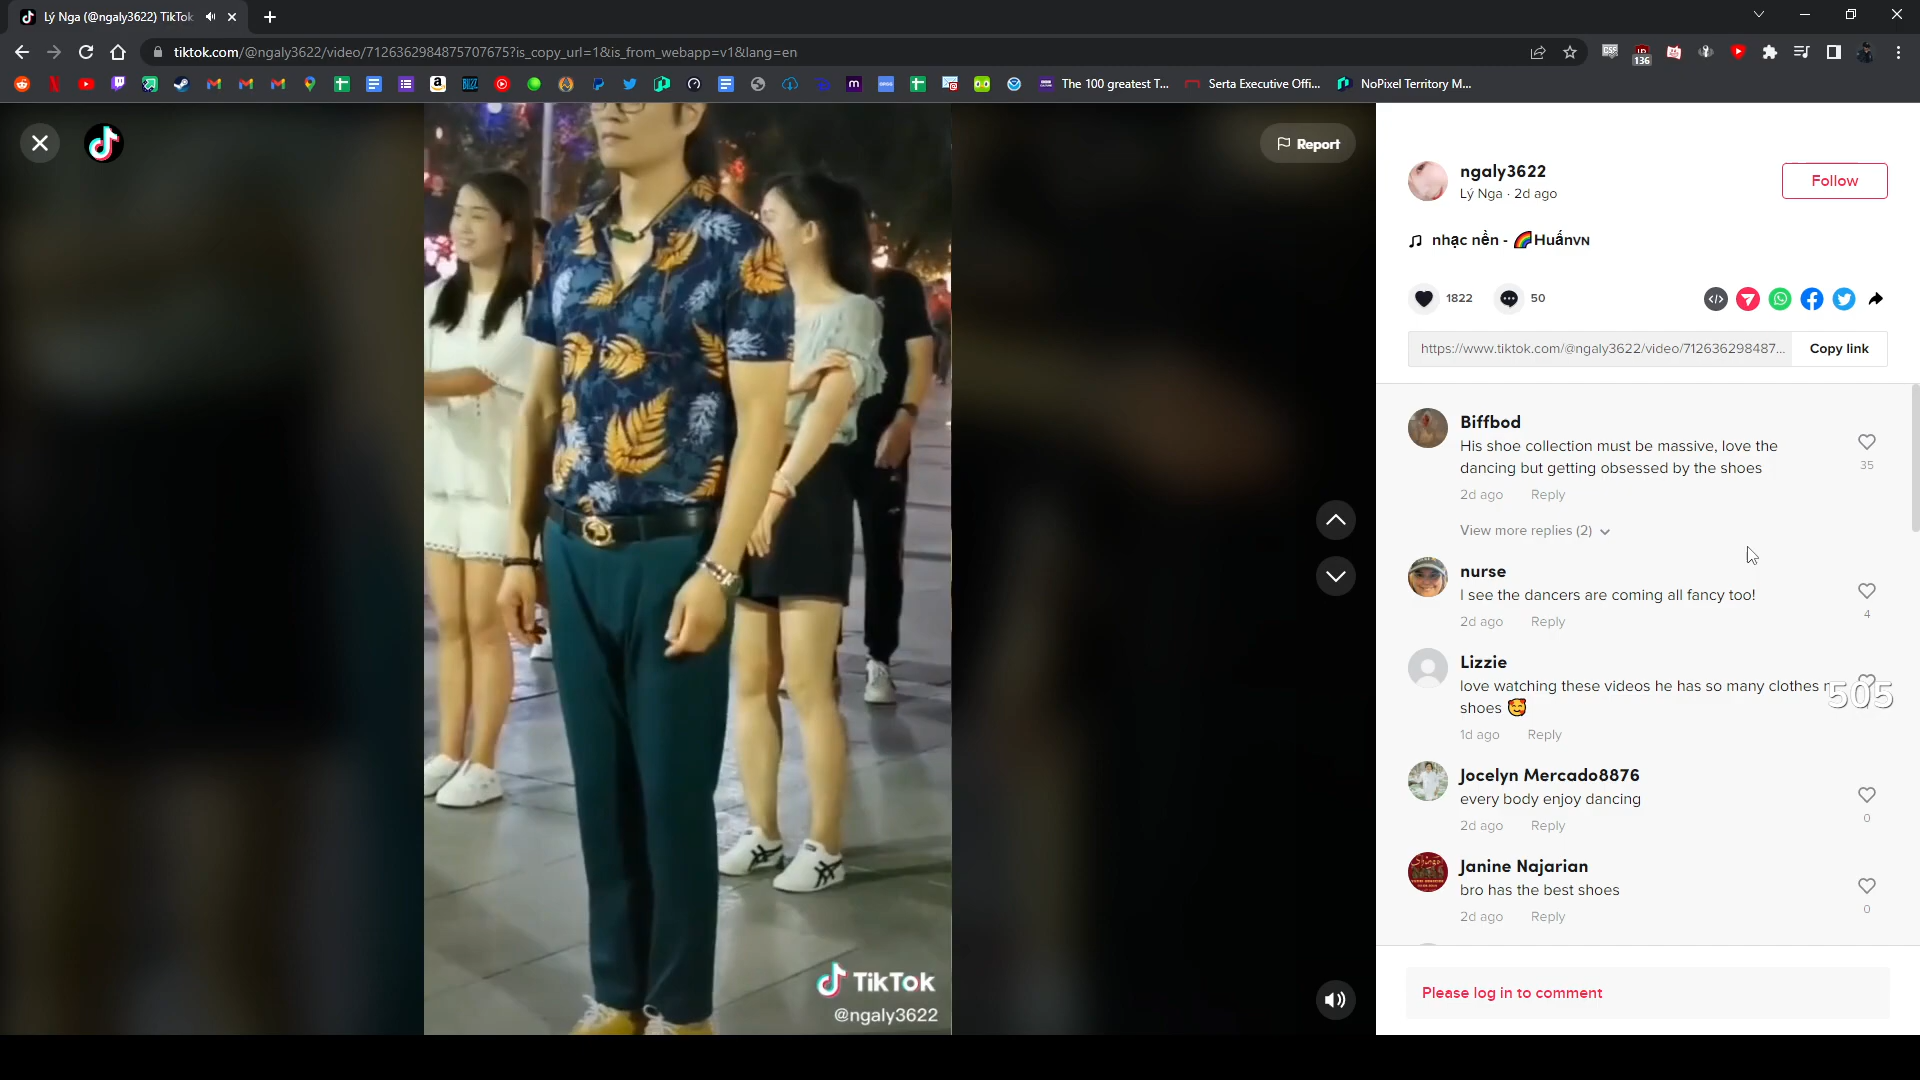 Lý Nga (@ngaly3622) TikTok
tiktok.com/@ngaly3622/video/7126362984875707675?is_copy_url=1&is_from_webapp=v1&lang=en
136
The 100 greatest T...
Serta Executive Offi...
NoPixel Territory M...
Report
TikTok
@ngaly3622
ngaly3622
Lý Nga · 2d ago
Follow
nhạc nền - 🌈HuấnVN
1822
50
https://www.tiktok.com/@ngaly3622/video/712636298487...
Copy link
Biffbod
His shoe collection must be massive, love the
dancing but getting obsessed by the shoes
35
2d ago Reply
View more replies (2)
nurse
I see the dancers are coming all fancy too!
4
2d ago Reply
Lizzie
love watching these videos he has so many clothes
505
shoes 🥰
1d ago Reply
Jocelyn Mercado8876
every body enjoy dancing
0
2d ago Reply
Janine Najarian
bro has the best shoes
0
2d ago Reply
Please log in to comment